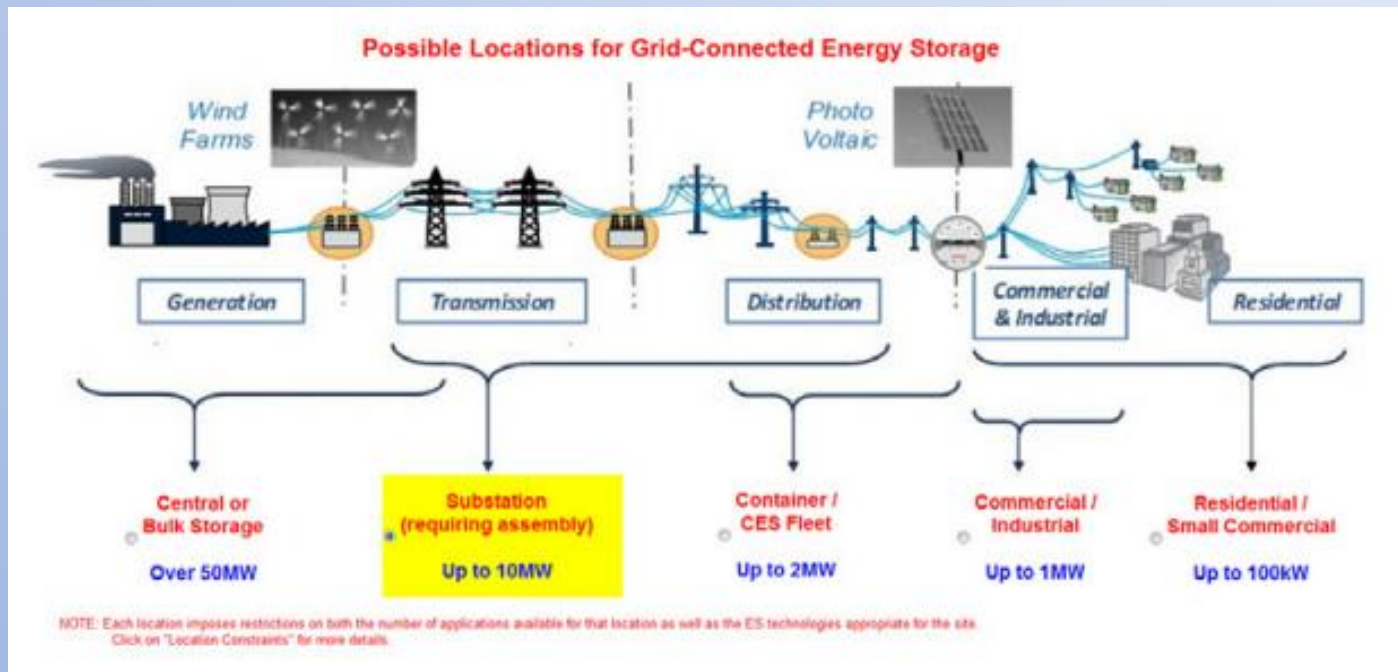 Possible Locations for Grid-Connected Energy Storage
Wind
Farms
Photo
Voltaic
Generation
Transmission
Distribution
Commercial
& Industrial
Residential
Central or
Bulk Storage
Over 50MW
Substation
(requiring assembly)
Up to 10MW
Container /
CES Fleet
Up to 2MW
Commercial /
Industrial
Up to 1MW
Residential /
Small Commercial
Up to 100kW
NOTE: Each location imposes restrictions on both the number of applications available for that location as well as the ES technologies appropiate for the site.
Click on "Location Constraints" for more details.